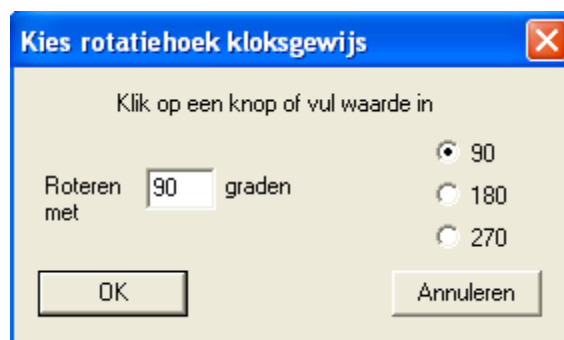 Kies rotatiehoek kloksgewijs
Klik op een knop of vul waarde in
Roteren
met
90
graden
90
180
270
OK
Annuleren